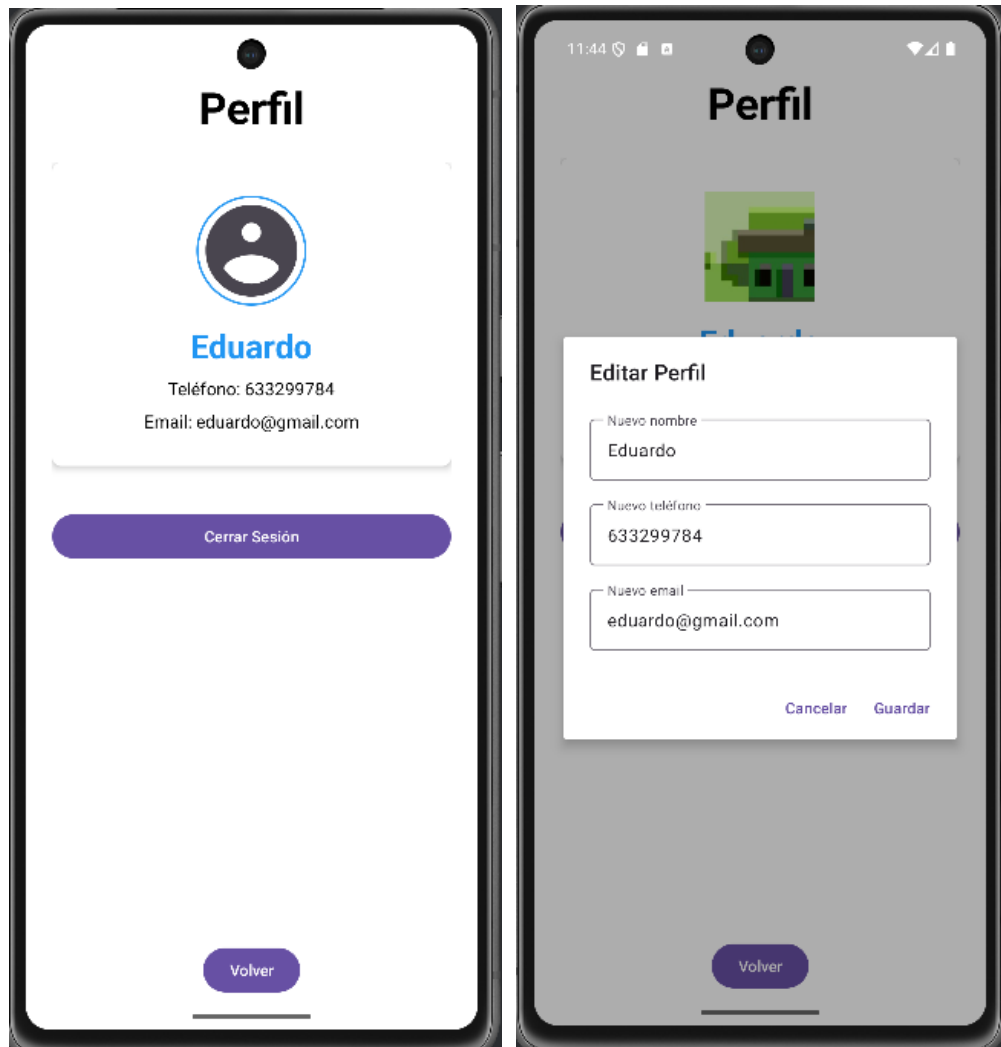 Perfil
Eduardo
Teléfono: 633299784
Email: eduardo@gmail.com
Cerrar Sesión
Volver
11:44
Perfil
Editar Perfil
Nuevo nombre
Eduardo
Nuevo teléfono
633299784
Nuevo email
eduardo@gmail.com
Cancelar Guardar
Volver